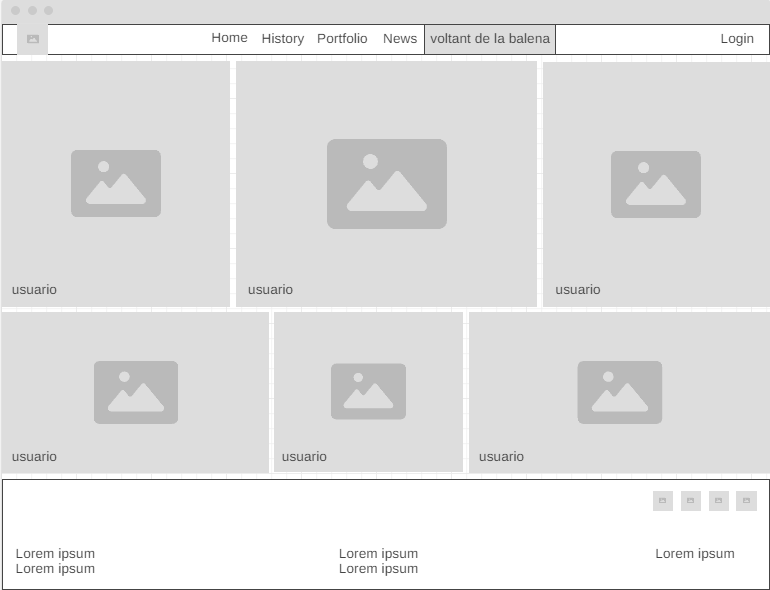 Home History Portfolio News voltant de la balena Login
usuario usuario usuario
usuario usuario usuario
Lorem ipsum Lorem ipsum Lorem ipsum
Lorem ipsum Lorem ipsum